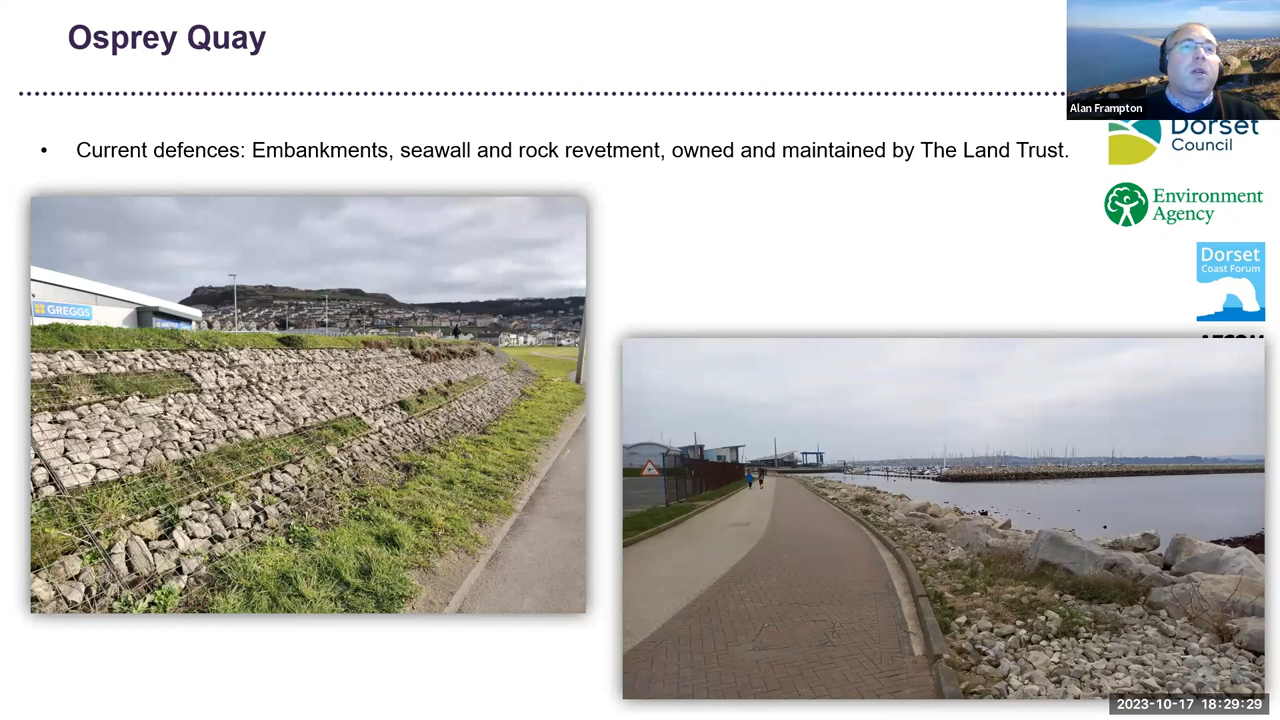 Osprey Quay
Alan Frampton
• Current defences: Embankments, seawall and rock revetment, owned and maintained by The Land Trust.
Dorset
Council
Environment
Agency
Dorset
Coast Forum
GREGGS
2023-10-17 18:29:29